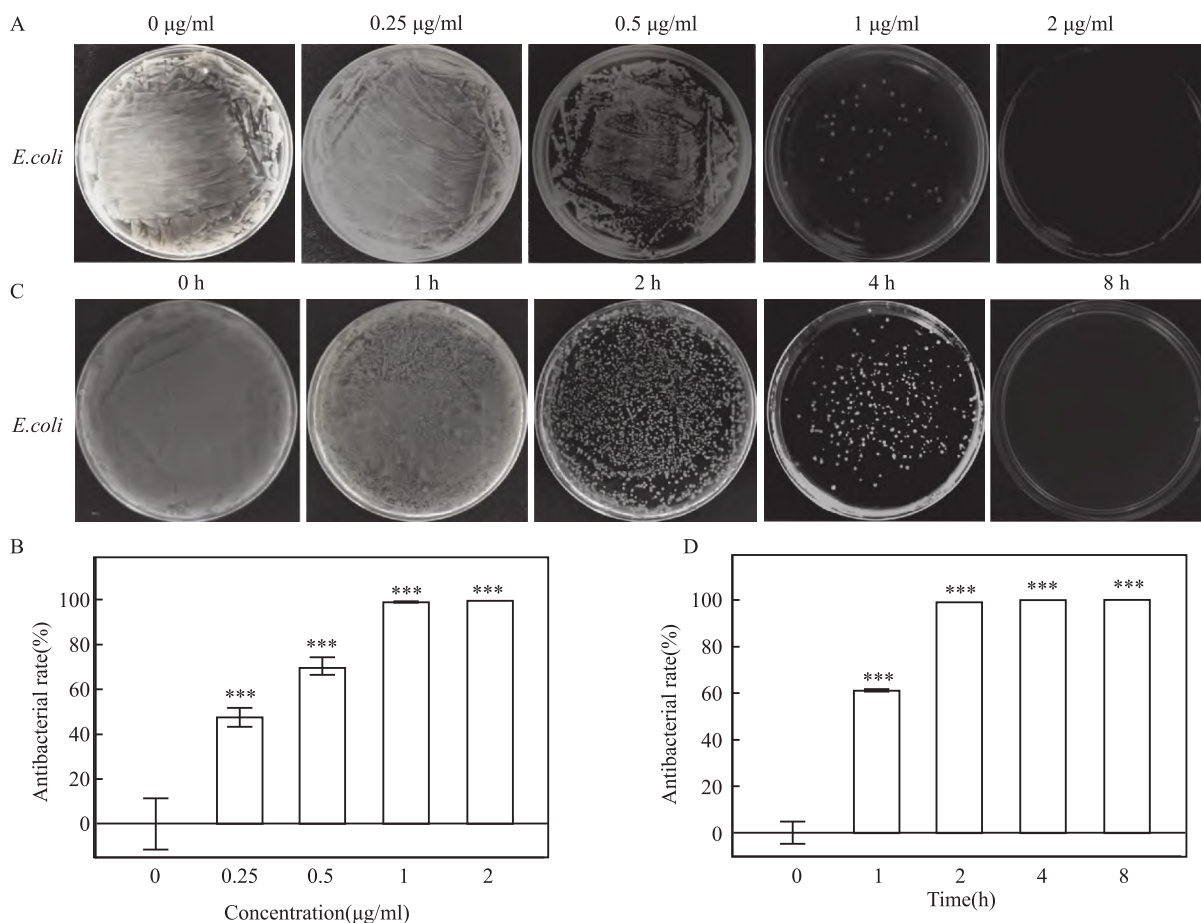 A
0 μg/ml 0.25 μg/ml 0.5 μg/ml 1 μg/ml 2 μg/ml
E.coli
C
0 h 1 h 2 h 4 h 8 h
E.coli
B
Antibacterial rate(%)
100
80
60
40
20
0
*** *** *** ***
0 0.25 0.5 1 2
Concentration(μg/ml)
D
Antibacterial rate(%)
100
80
60
40
20
0
*** *** *** ***
0 1 2 4 8
Time(h)